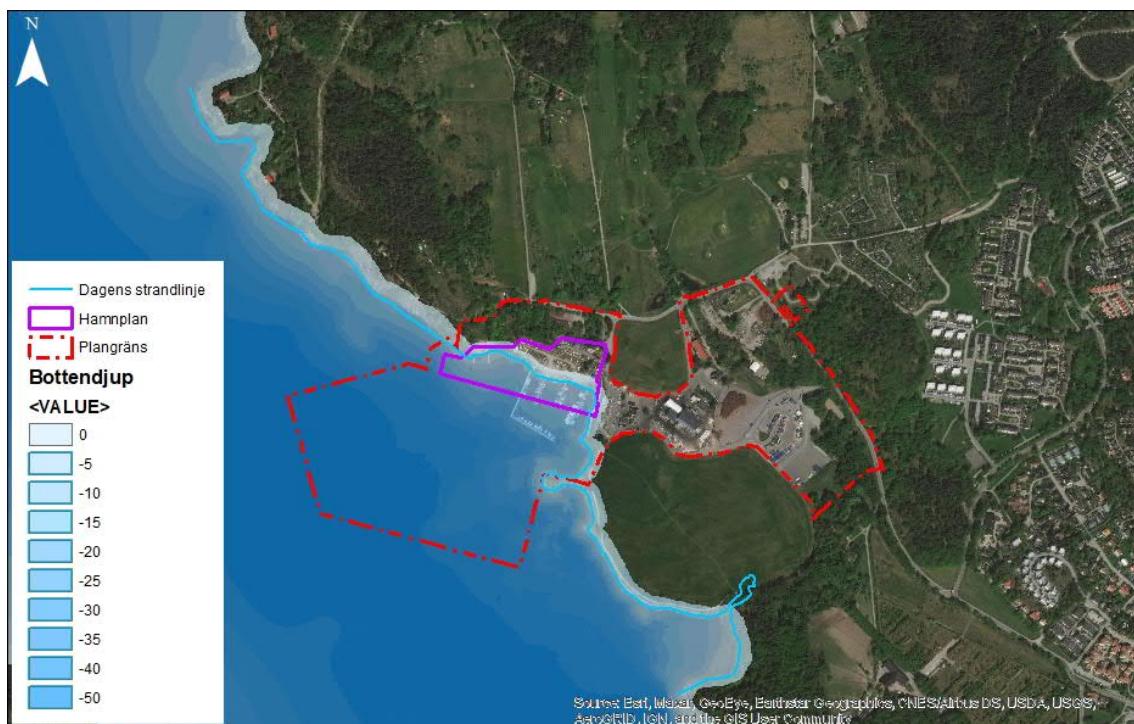 N
Dagens strandlinje
Hamnplan
Plangräns
Bottendjup
<VALUE>
0
-5
-10
-15
-20
-25
-30
-35
-40
-50
Source: Esri, Maxar, GeoEye, Earthstar Geographics, CNES/Airbus DS, USDA, USGS,
AeroGRID, IGN, and the GIS User Community